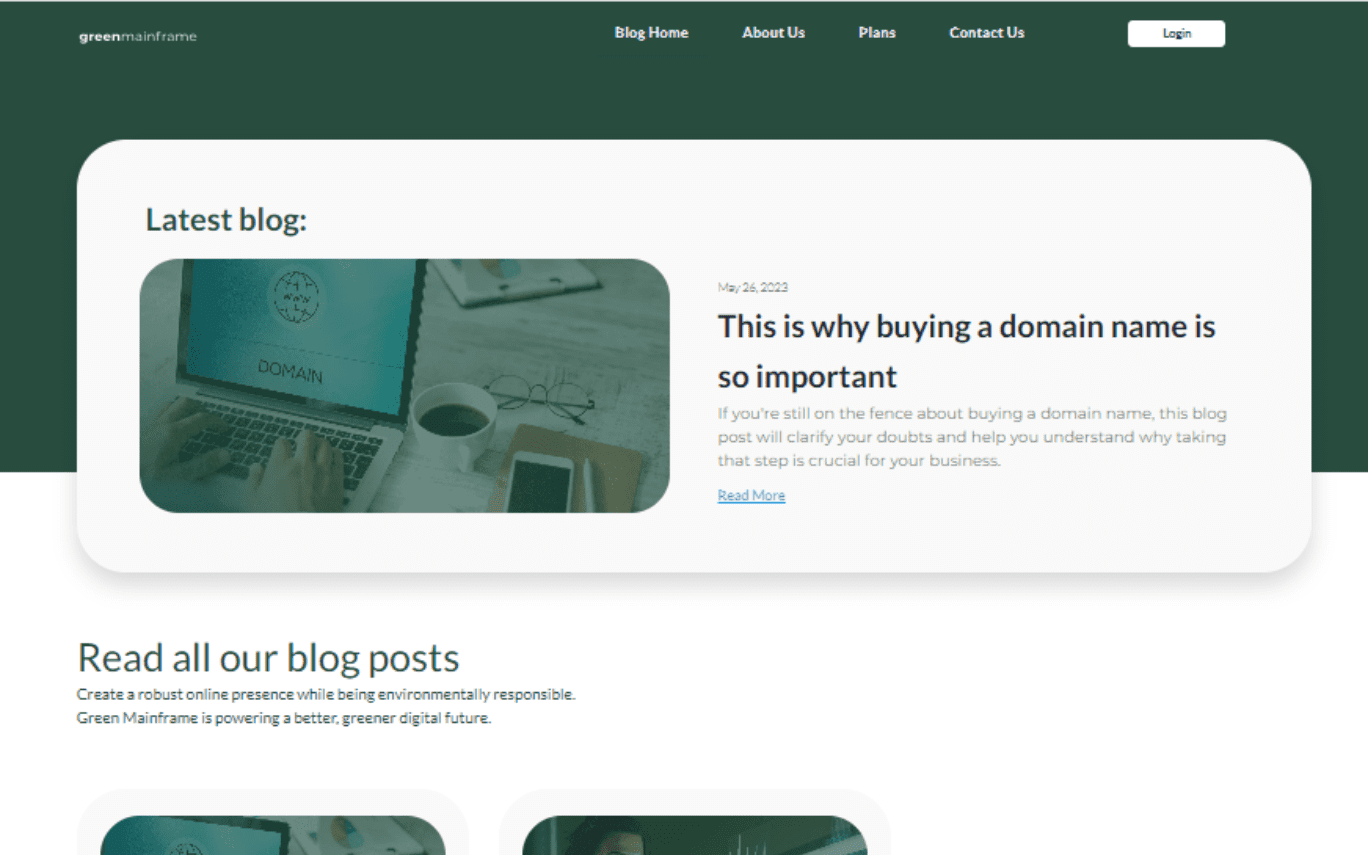 greenmainframe
Blog Home
About Us
Plans
Contact Us
Login
Latest blog:
www
DOMAIN
May 26, 2023
This is why buying a domain name is
so important
If you're still on the fence about buying a domain name, this blog
post will clarify your doubts and help you understand why taking
that step is crucial for your business.
Read More
Read all our blog posts
Create a robust online presence while being environmentally responsible.
Green Mainframe is powering a better, greener digital future.